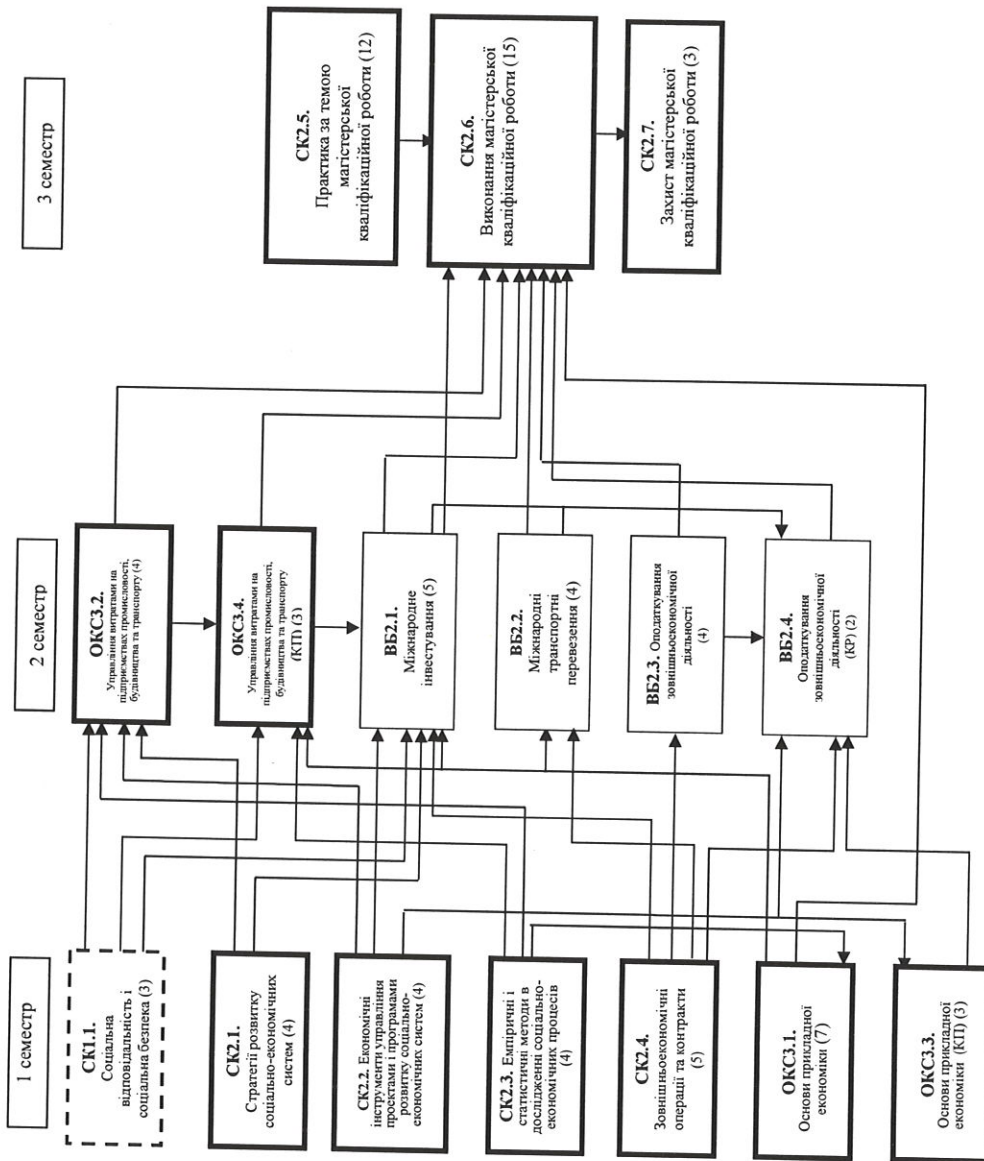 1 семестр
СК1.1.
Соціальна
відповідальність і
соціальна безпека (3)
СК2.1.
Стратегії розвитку
соціально-економічних
систем (4)
СК2.2. Економічні
інструменти управління
проектами і програмами
розвитку соціально-
економічних систем (4)
СК2.3. Емпіричні і
статистичні методи в
дослідженні соціально-
економічних процесів
(4)
СК2.4.
Зовнішньоекономічні
операції та контракти
(5)
ОКС3.1.
Основи прикладної
економіки (7)
ОКС3.3.
Основи прикладної
економіки (КП) (3)
2 семестр
ОКС3.2.
Управління витратами на
підприємствах промисловості,
будівництва та транспорту (4)
ОКС3.4.
Управління витратами на
підприємствах промисловості,
будівництва та транспорту
(КП) (3)
ВБ2.1.
Міжнародне
інвестування (5)
ВБ2.2.
Міжнародні
транспортні
перевезення (4)
ВБ2.3. Оподаткування
зовнішньоекономічної
діяльності
(4)
ВБ2.4.
Оподаткування
зовнішньоекономічної
діяльності
(КР) (2)
3 семестр
СК2.5.
Практика за темою
магістерської
кваліфікаційної роботи (12)
СК2.6.
Виконання магістерської
кваліфікаційної роботи (15)
СК2.7.
Захист магістерської
кваліфікаційної роботи (3)